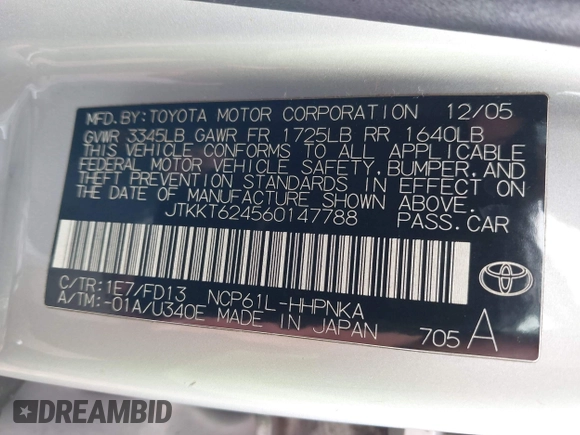 MFD.BY:TOYOTA MOTOR CORPORATION 12/05
GVWR 3345LB GAWR FR 1725LB RR 1640LB
THIS VEHICLE CONFORMS TO ALL APPLICABLE
FEDERAL MOTOR VEHICLE SAFETY,BUMPER,AND
THEFT PREVENTION STANDARDS IN EFFECT ON
THE DATE OF MANUFACTURE SHOWN ABOVE.
JTKKT624560147788 PASS.CAR
C/TR:1E7/FD13 NCP61L-HHPNKA
A/TM:-01A/U340E MADE IN JAPAN 705 A
DREAMBID